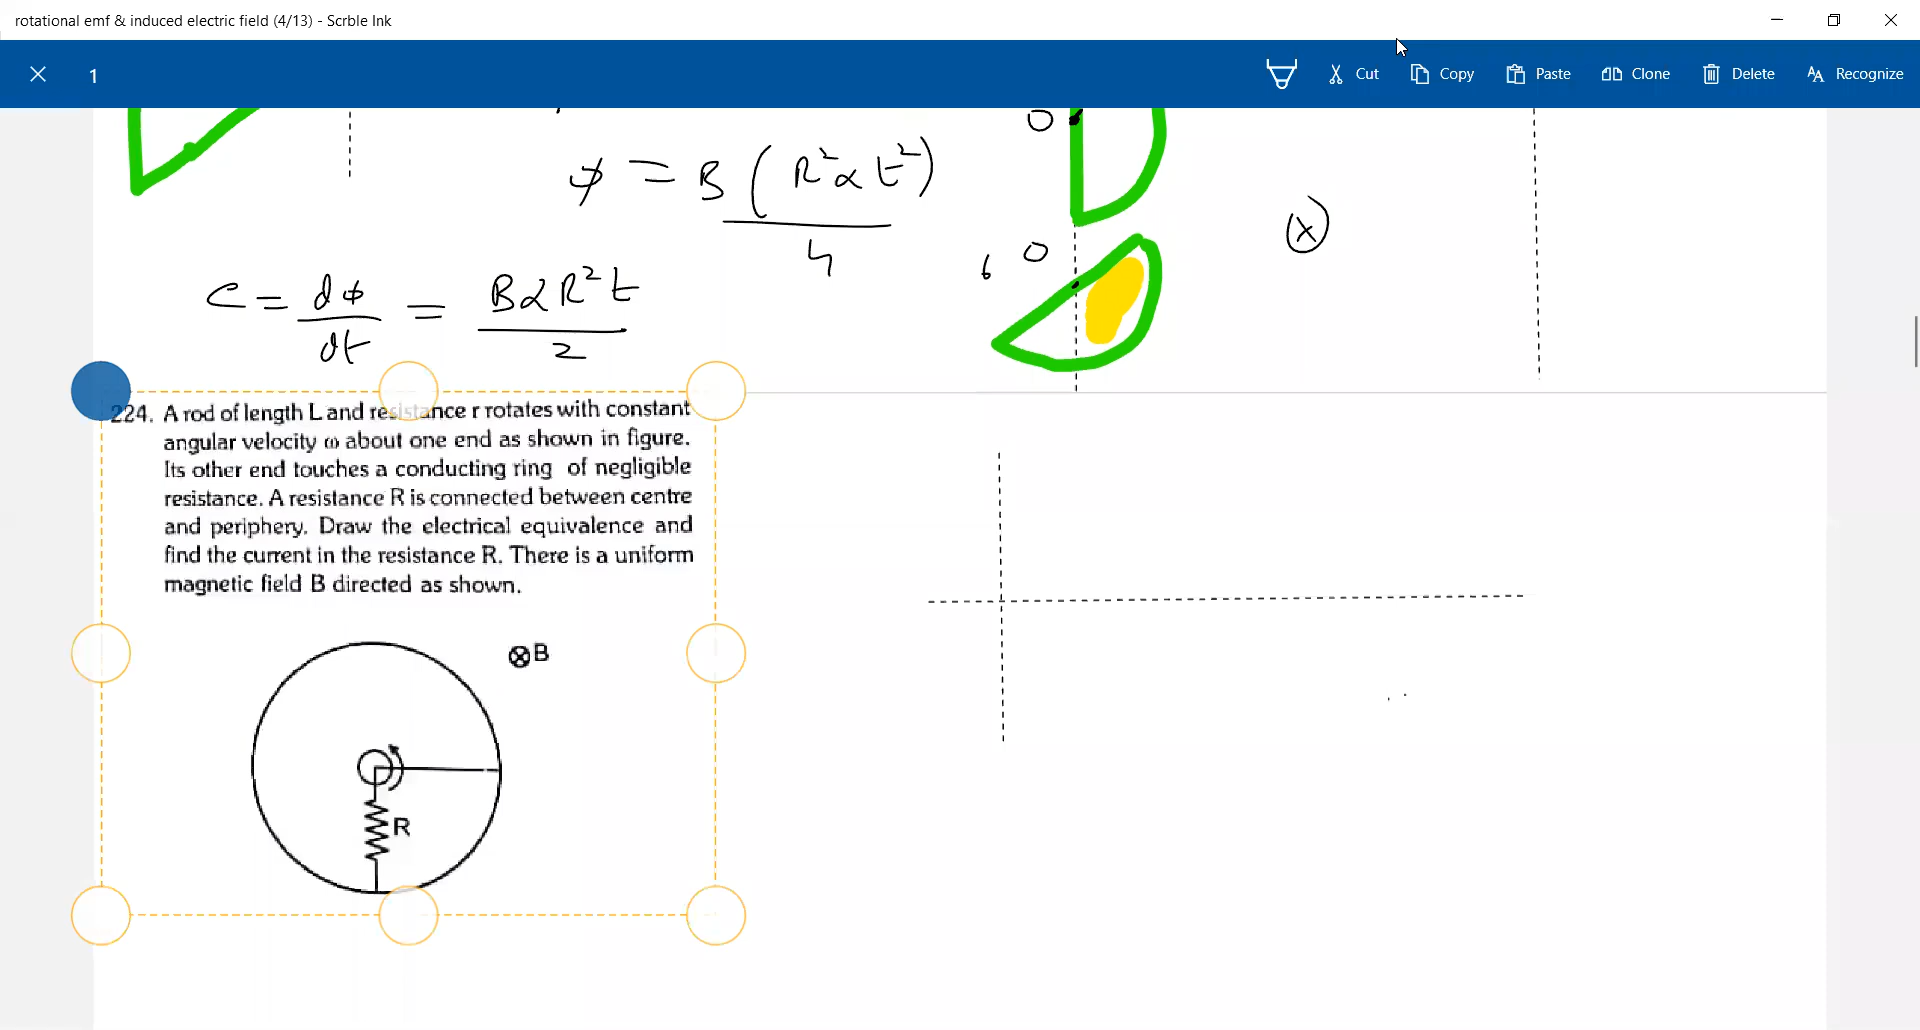 rotational emf & induced electric field (4/13) - Scrble Ink
1
Cut
Copy
Paste
Clone
Delete
Recognize
O
ϕ = B (R²αt²)
4
(x)
6 O
e = dϕ = BαR²t
dt 2
224. A rod of length L and resistance r rotates with constant
angular velocity ω about one end as shown in figure.
Its other end touches a conducting ring of negligible
resistance. A resistance R is connected between centre
and periphery. Draw the electrical equivalence and
find the current in the resistance R. There is a uniform
magnetic field B directed as shown.
⊗B
R